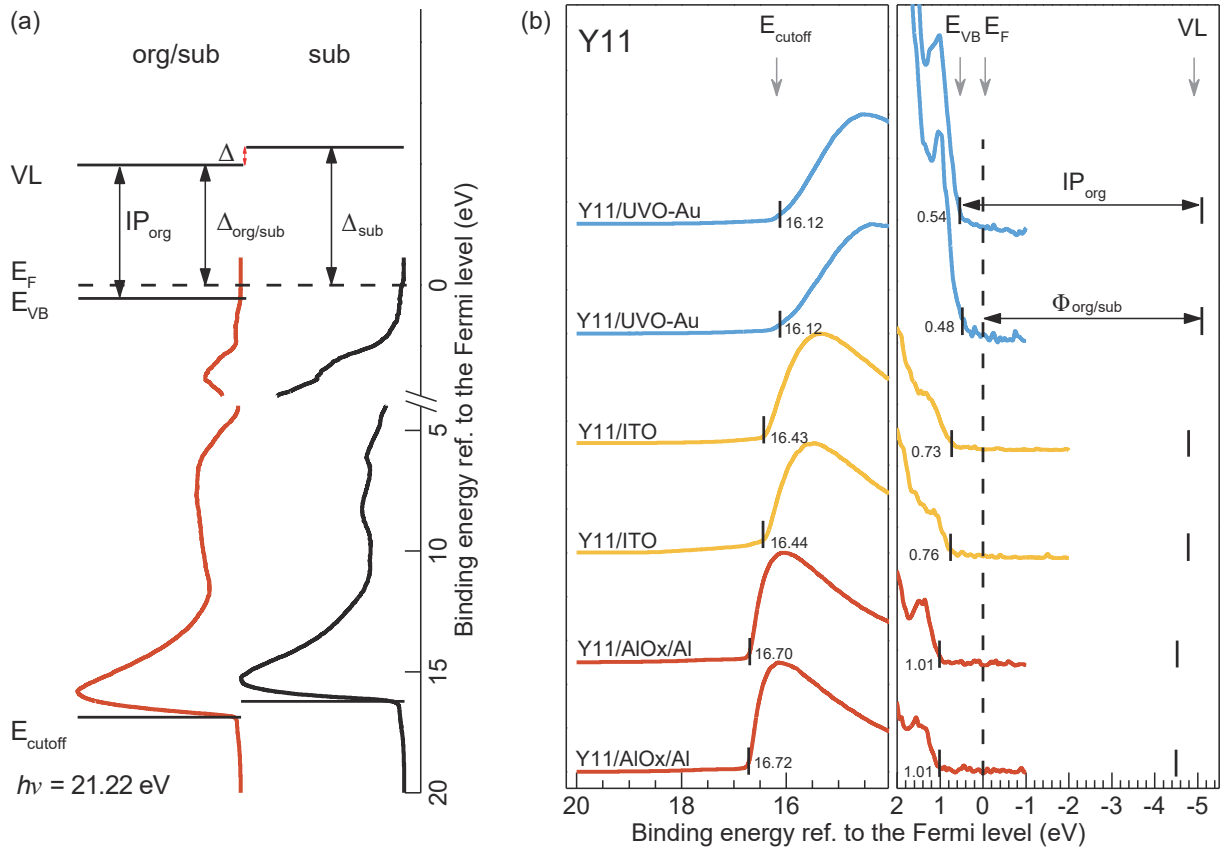 (a)
org/sub
sub
VL
Δ
IPorg
Δorg/sub
Δsub
EF
EVB
0
5
10
15
20
Binding energy ref. to the Fermi level (eV)
Ecutoff
hν = 21.22 eV
(b)
Y11
Ecutoff
EVB EF
VL
Y11/UVO-Au
16.12
0.54
IPorg
Y11/UVO-Au
16.12
0.48
Φorg/sub
Y11/ITO
16.43
0.73
Y11/ITO
16.44
0.76
Y11/AlOx/Al
16.70
1.01
Y11/AlOx/Al
16.72
1.01
20 18 16 2 1 0 -1 -2 -3 -4 -5
Binding energy ref. to the Fermi level (eV)